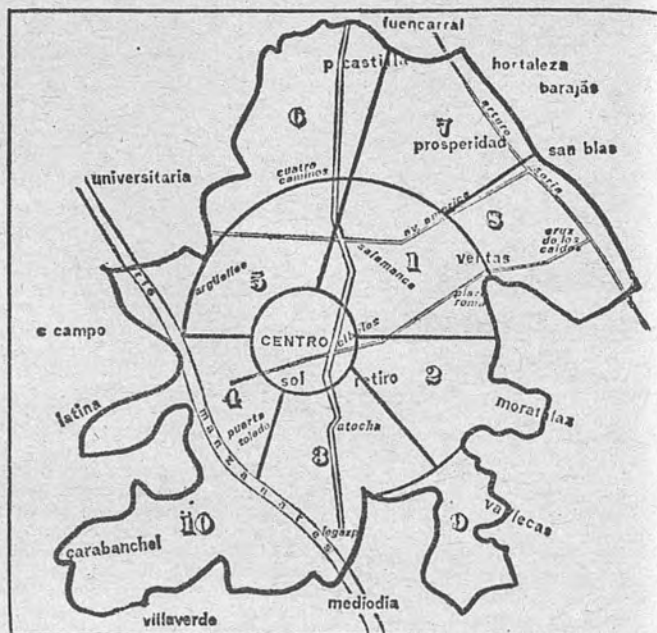 fuencarral
p castilla
hortaleza
barajas
6
7
arturo
soria
prosperidad
san blas
universitaria
cuatro
caminos
av. america
8
cruz
de los
caidos
salamanca
1
ventas
arguelles
5
plaza
roma
rio
manzanares
c campo
CENTRO
cibeles
sol
retiro
2
latina
4
puerta
toledo
moratalaz
atocha
3
9
vallecas
10
carabanchel
legazpi
mediodia
villaverde